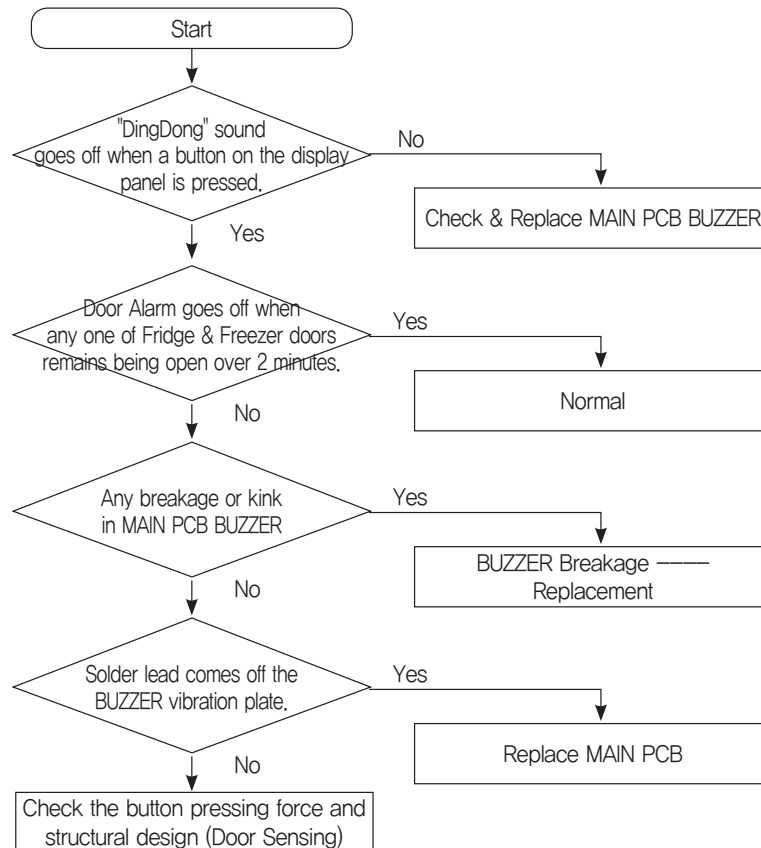 Start
"DingDong" sound
goes off when a button on the display
panel is pressed.
No
Check & Replace MAIN PCB BUZZER
Yes
Door Alarm goes off when
any one of Fridge & Freezer doors
remains being open over 2 minutes.
Yes
Normal
No
Any breakage or kink
in MAIN PCB BUZZER
Yes
BUZZER Breakage ----
Replacement
No
Solder lead comes off the
BUZZER vibration plate.
Yes
Replace MAIN PCB
No
Check the button pressing force and
structural design (Door Sensing)